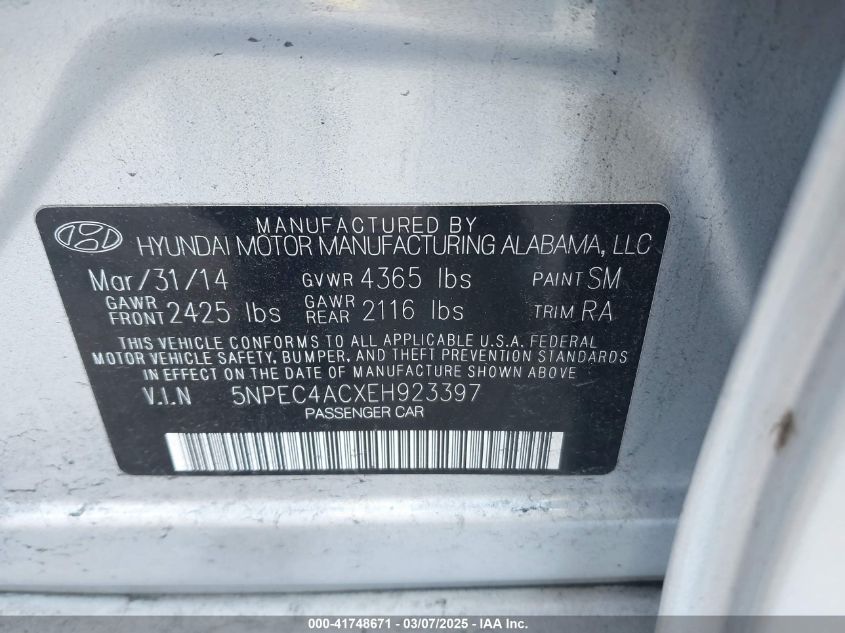 MANUFACTURED BY
HYUNDAI MOTOR MANUFACTURING ALABAMA, LLC
Mar/31/14 GVWR 4365 lbs PAINT SM
GAWR FRONT 2425 lbs GAWR REAR 2116 lbs TRIM RA
THIS VEHICLE CONFORMS TO ALL APPLICABLE U.S.A. FEDERAL
MOTOR VEHICLE SAFETY, BUMPER, AND THEFT PREVENTION STANDARDS
IN EFFECT ON THE DATE OF MANUFACTURE SHOWN ABOVE
V.I.N 5NPEC4ACXEH923397
PASSENGER CAR
000-41748671 - 03/07/2025 - IAA Inc.